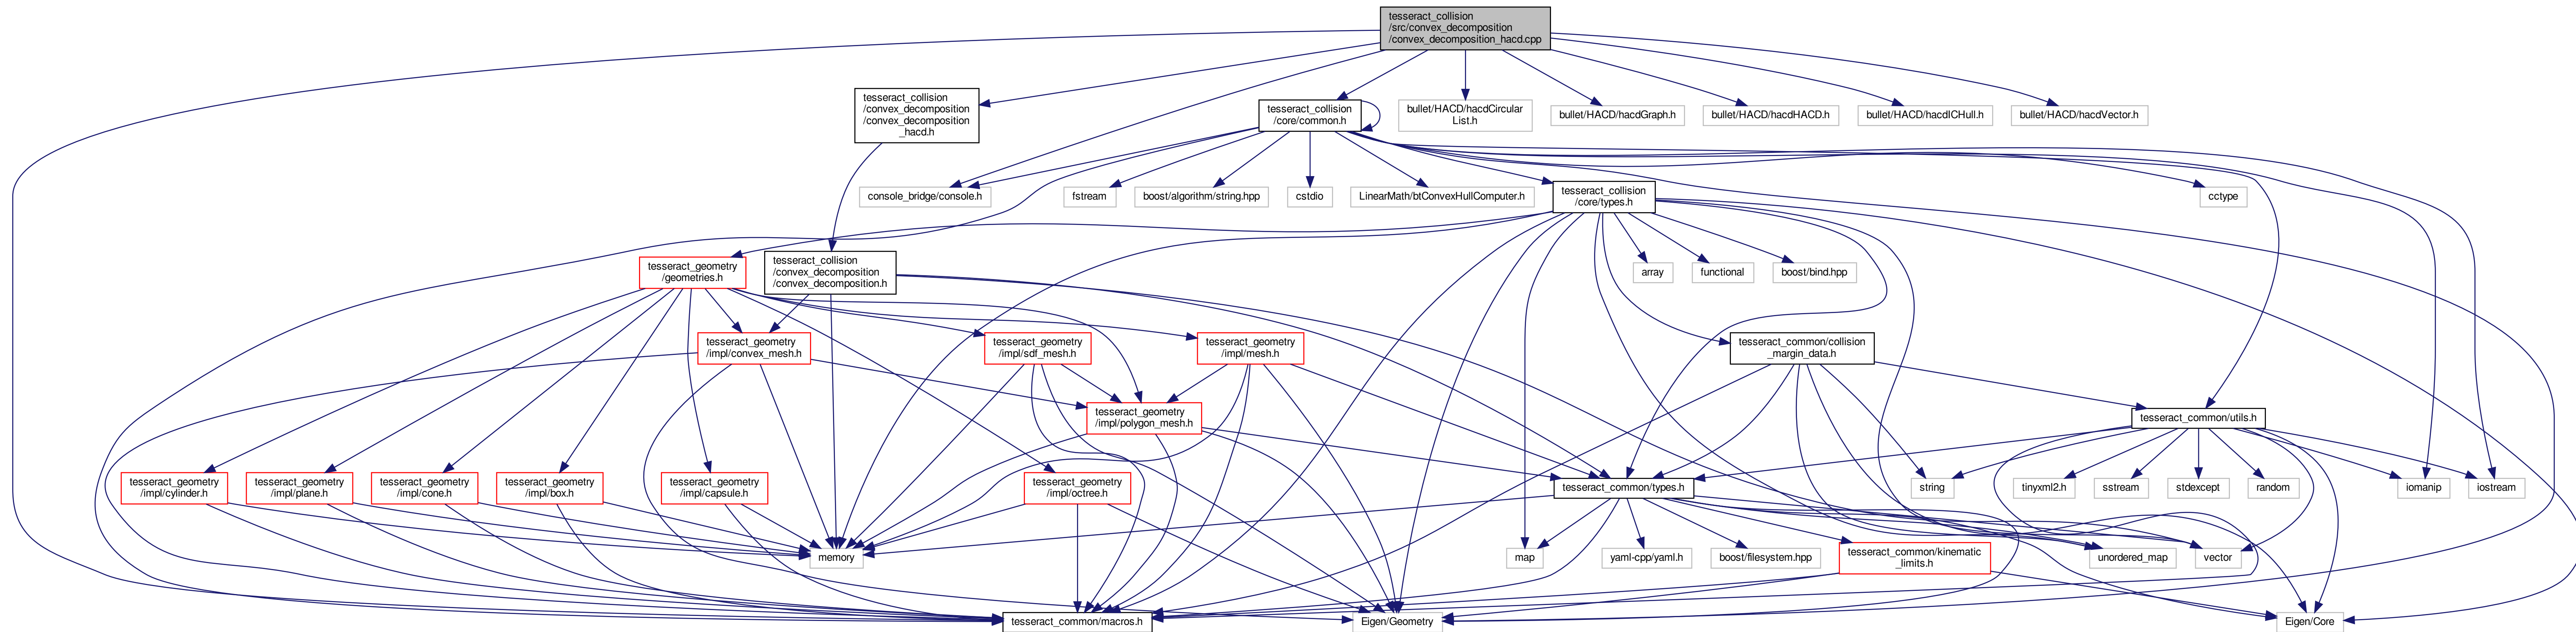 tesseract_collision
/src/convex_decomposition
/convex_decomposition_hacd.cpp
tesseract_collision
/convex_decomposition
/convex_decomposition
_hacd.h
tesseract_collision
/core/common.h
bullet/HACD/hacdCircular
List.h
bullet/HACD/hacdGraph.h
bullet/HACD/hacdHACD.h
bullet/HACD/hacdICHull.h
bullet/HACD/hacdVector.h
console_bridge/console.h
fstream
boost/algorithm/string.hpp
cstdio
LinearMath/btConvexHullComputer.h
tesseract_collision
/core/types.h
cctype
tesseract_geometry
/geometries.h
tesseract_collision
/convex_decomposition
/convex_decomposition.h
array
functional
boost/bind.hpp
tesseract_geometry
/impl/convex_mesh.h
tesseract_geometry
/impl/sdf_mesh.h
tesseract_geometry
/impl/mesh.h
tesseract_common/collision
_margin_data.h
tesseract_geometry
/impl/polygon_mesh.h
tesseract_common/utils.h
tesseract_geometry
/impl/cylinder.h
tesseract_geometry
/impl/plane.h
tesseract_geometry
/impl/cone.h
tesseract_geometry
/impl/box.h
tesseract_geometry
/impl/capsule.h
tesseract_geometry
/impl/octree.h
tesseract_common/types.h
string
tinyxml2.h
sstream
stdexcept
random
iomanip
iostream
memory
map
yaml-cpp/yaml.h
boost/filesystem.hpp
tesseract_common/kinematic
_limits.h
unordered_map
vector
tesseract_common/macros.h
Eigen/Geometry
Eigen/Core